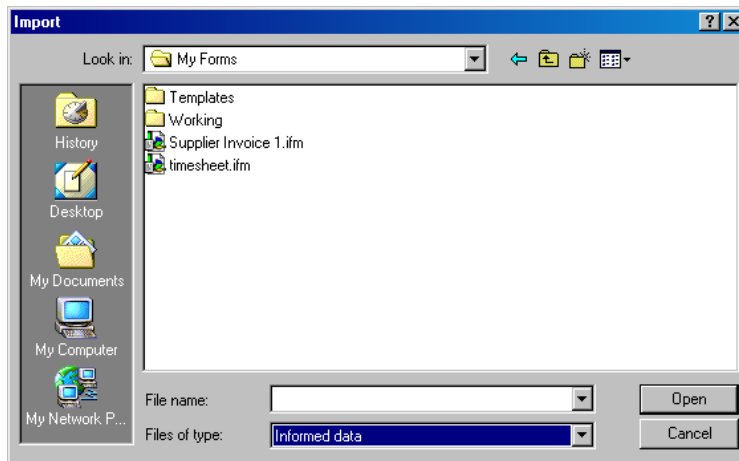 Import
Look in: My Forms
History
Desktop
My Documents
My Computer
My Network P...
Templates
Working
Supplier Invoice 1.ifm
timesheet.ifm
File name:
Open
Files of type: Informed data
Cancel